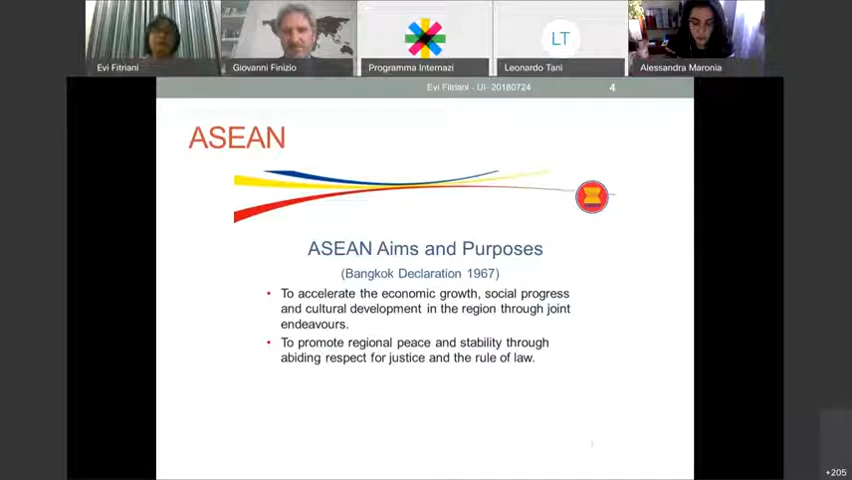 LT
Evi Fitriani
Giovanni Finizio
Programma Internazi
Leonardo Tani
Alessandra Maronia
Evi Fitriani - UI- 20180724
4
ASEAN
ASEAN Aims and Purposes
(Bangkok Declaration 1967)
• To accelerate the economic growth, social progress
and cultural development in the region through joint
endeavours.
• To promote regional peace and stability through
abiding respect for justice and the rule of law.
+205